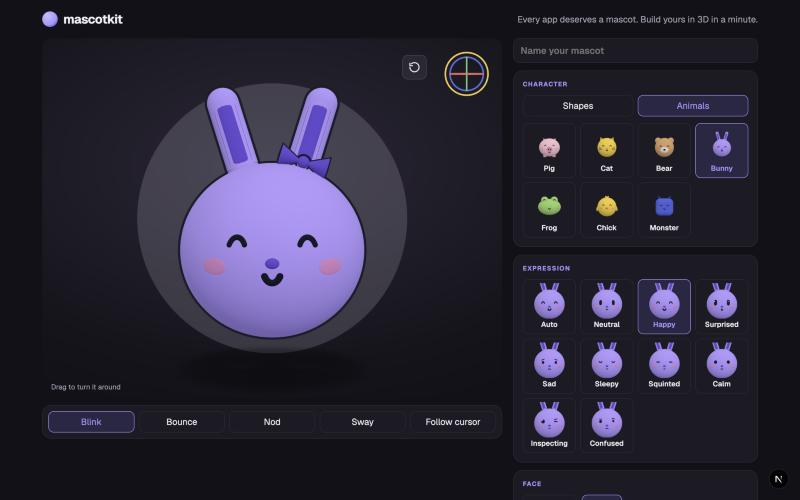 mascotkit
Every app deserves a mascot. Build yours in 3D in a minute.
Name your mascot
CHARACTER
Shapes
Animals
Pig
Cat
Bear
Bunny
Frog
Chick
Monster
EXPRESSION
Auto
Neutral
Happy
Surprised
Sad
Sleepy
Squinted
Calm
Inspecting
Confused
Drag to turn it around
Blink
Bounce
Nod
Sway
Follow cursor
FACE
N